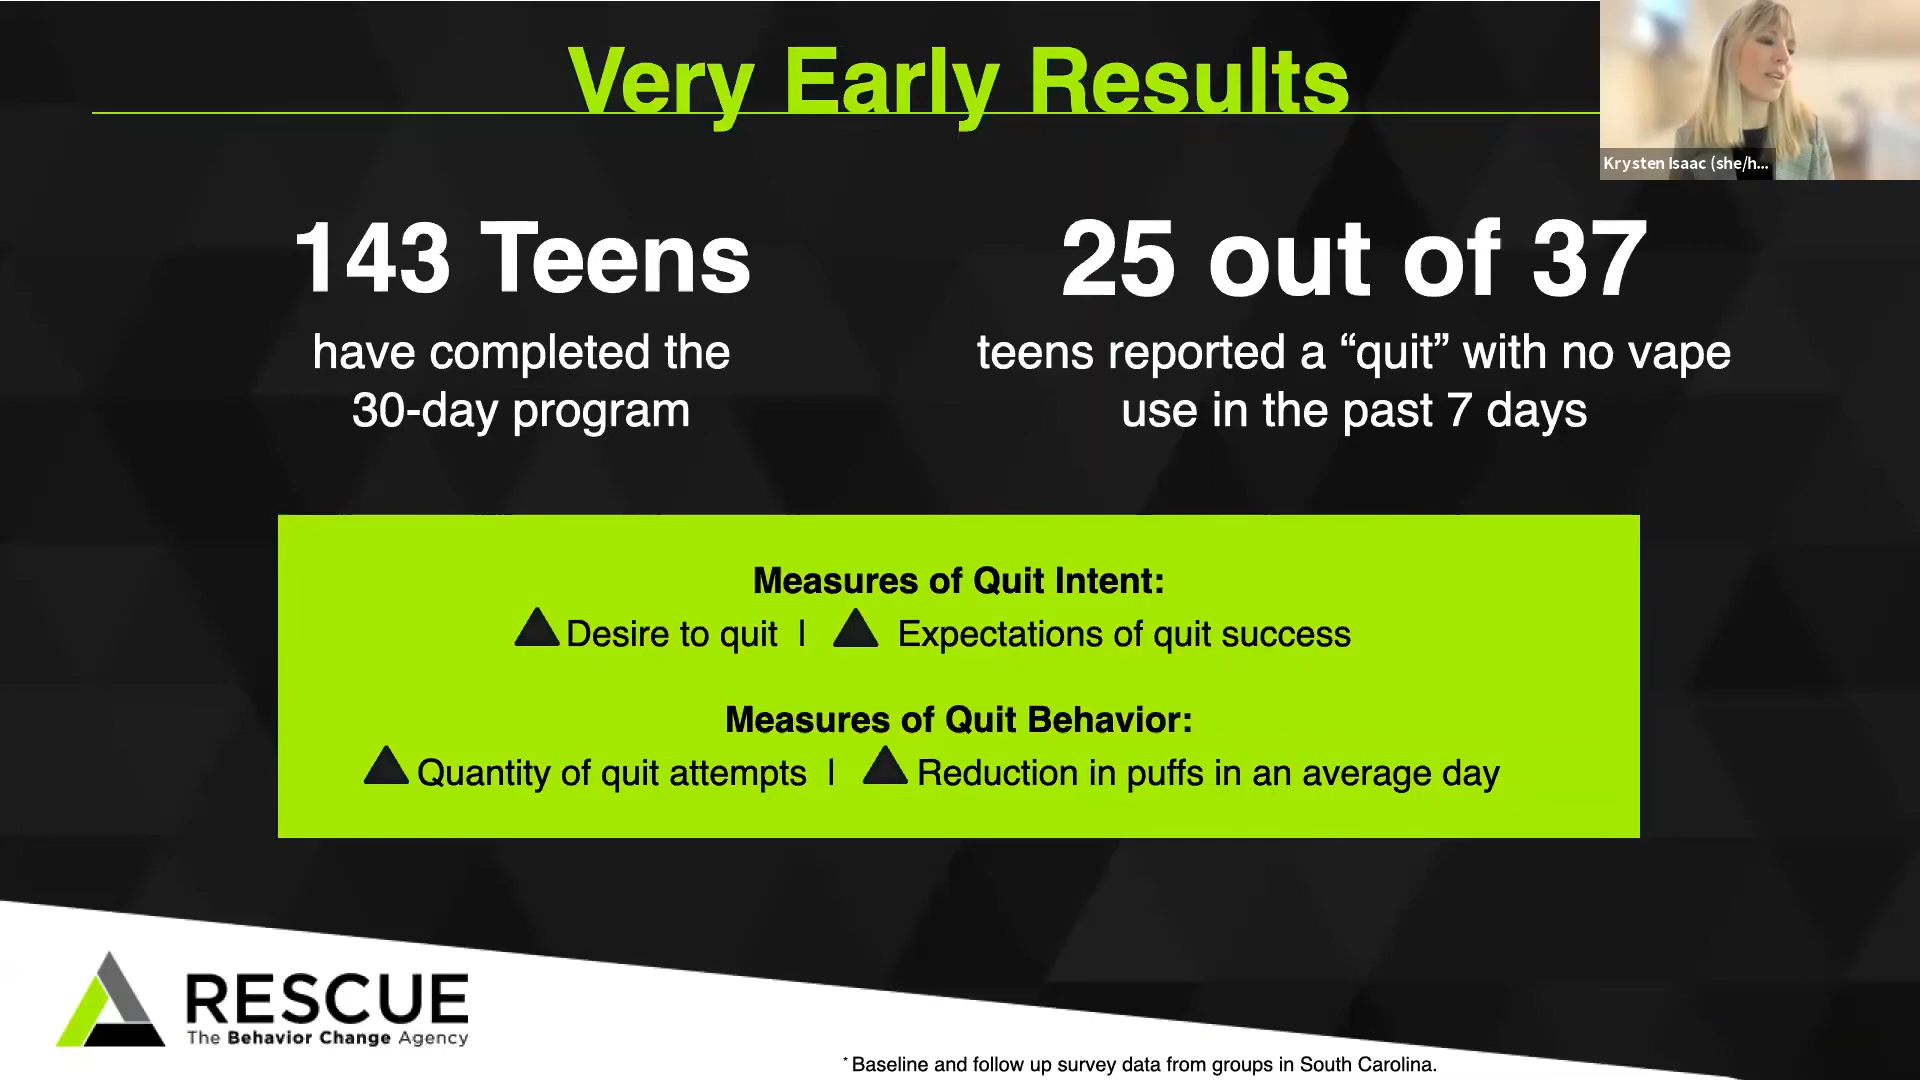 Very Early Results
Krysten Isaac (she/h...
143 Teens
have completed the
30-day program
25 out of 37
teens reported a “quit” with no vape
use in the past 7 days
Measures of Quit Intent:
Desire to quit | Expectations of quit success
Measures of Quit Behavior:
Quantity of quit attempts | Reduction in puffs in an average day
RESCUE
The Behavior Change Agency
* Baseline and follow up survey data from groups in South Carolina.